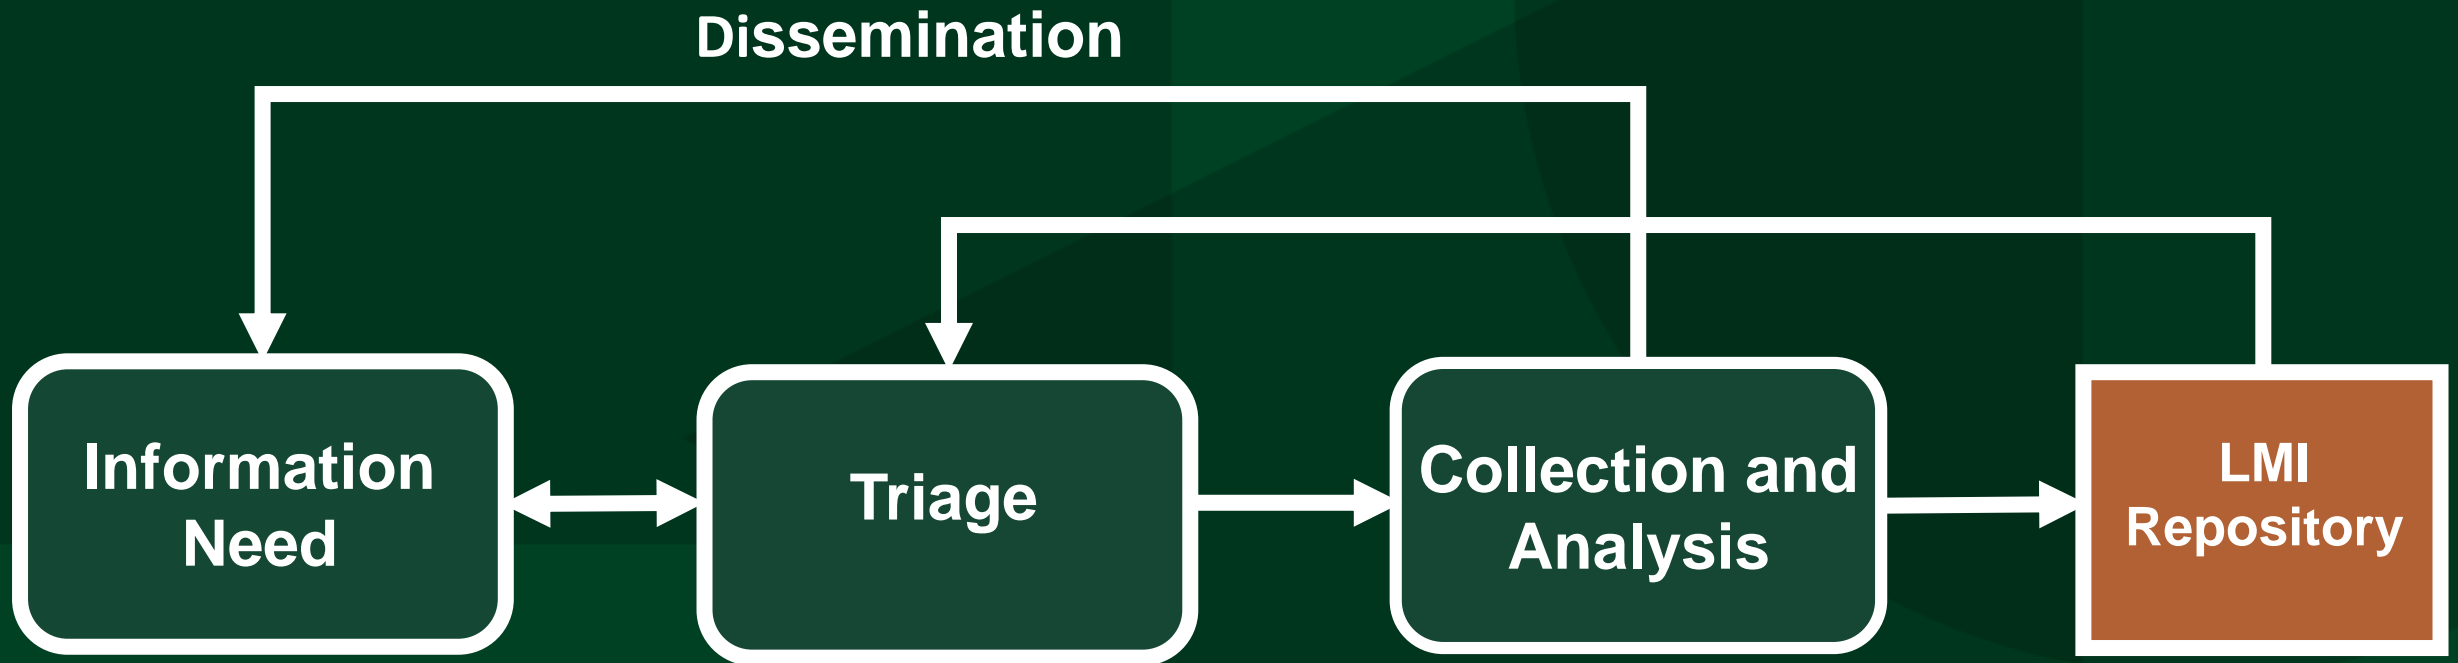 Dissemination
Information
Need
Triage
Collection and
Analysis
LMI
Repository